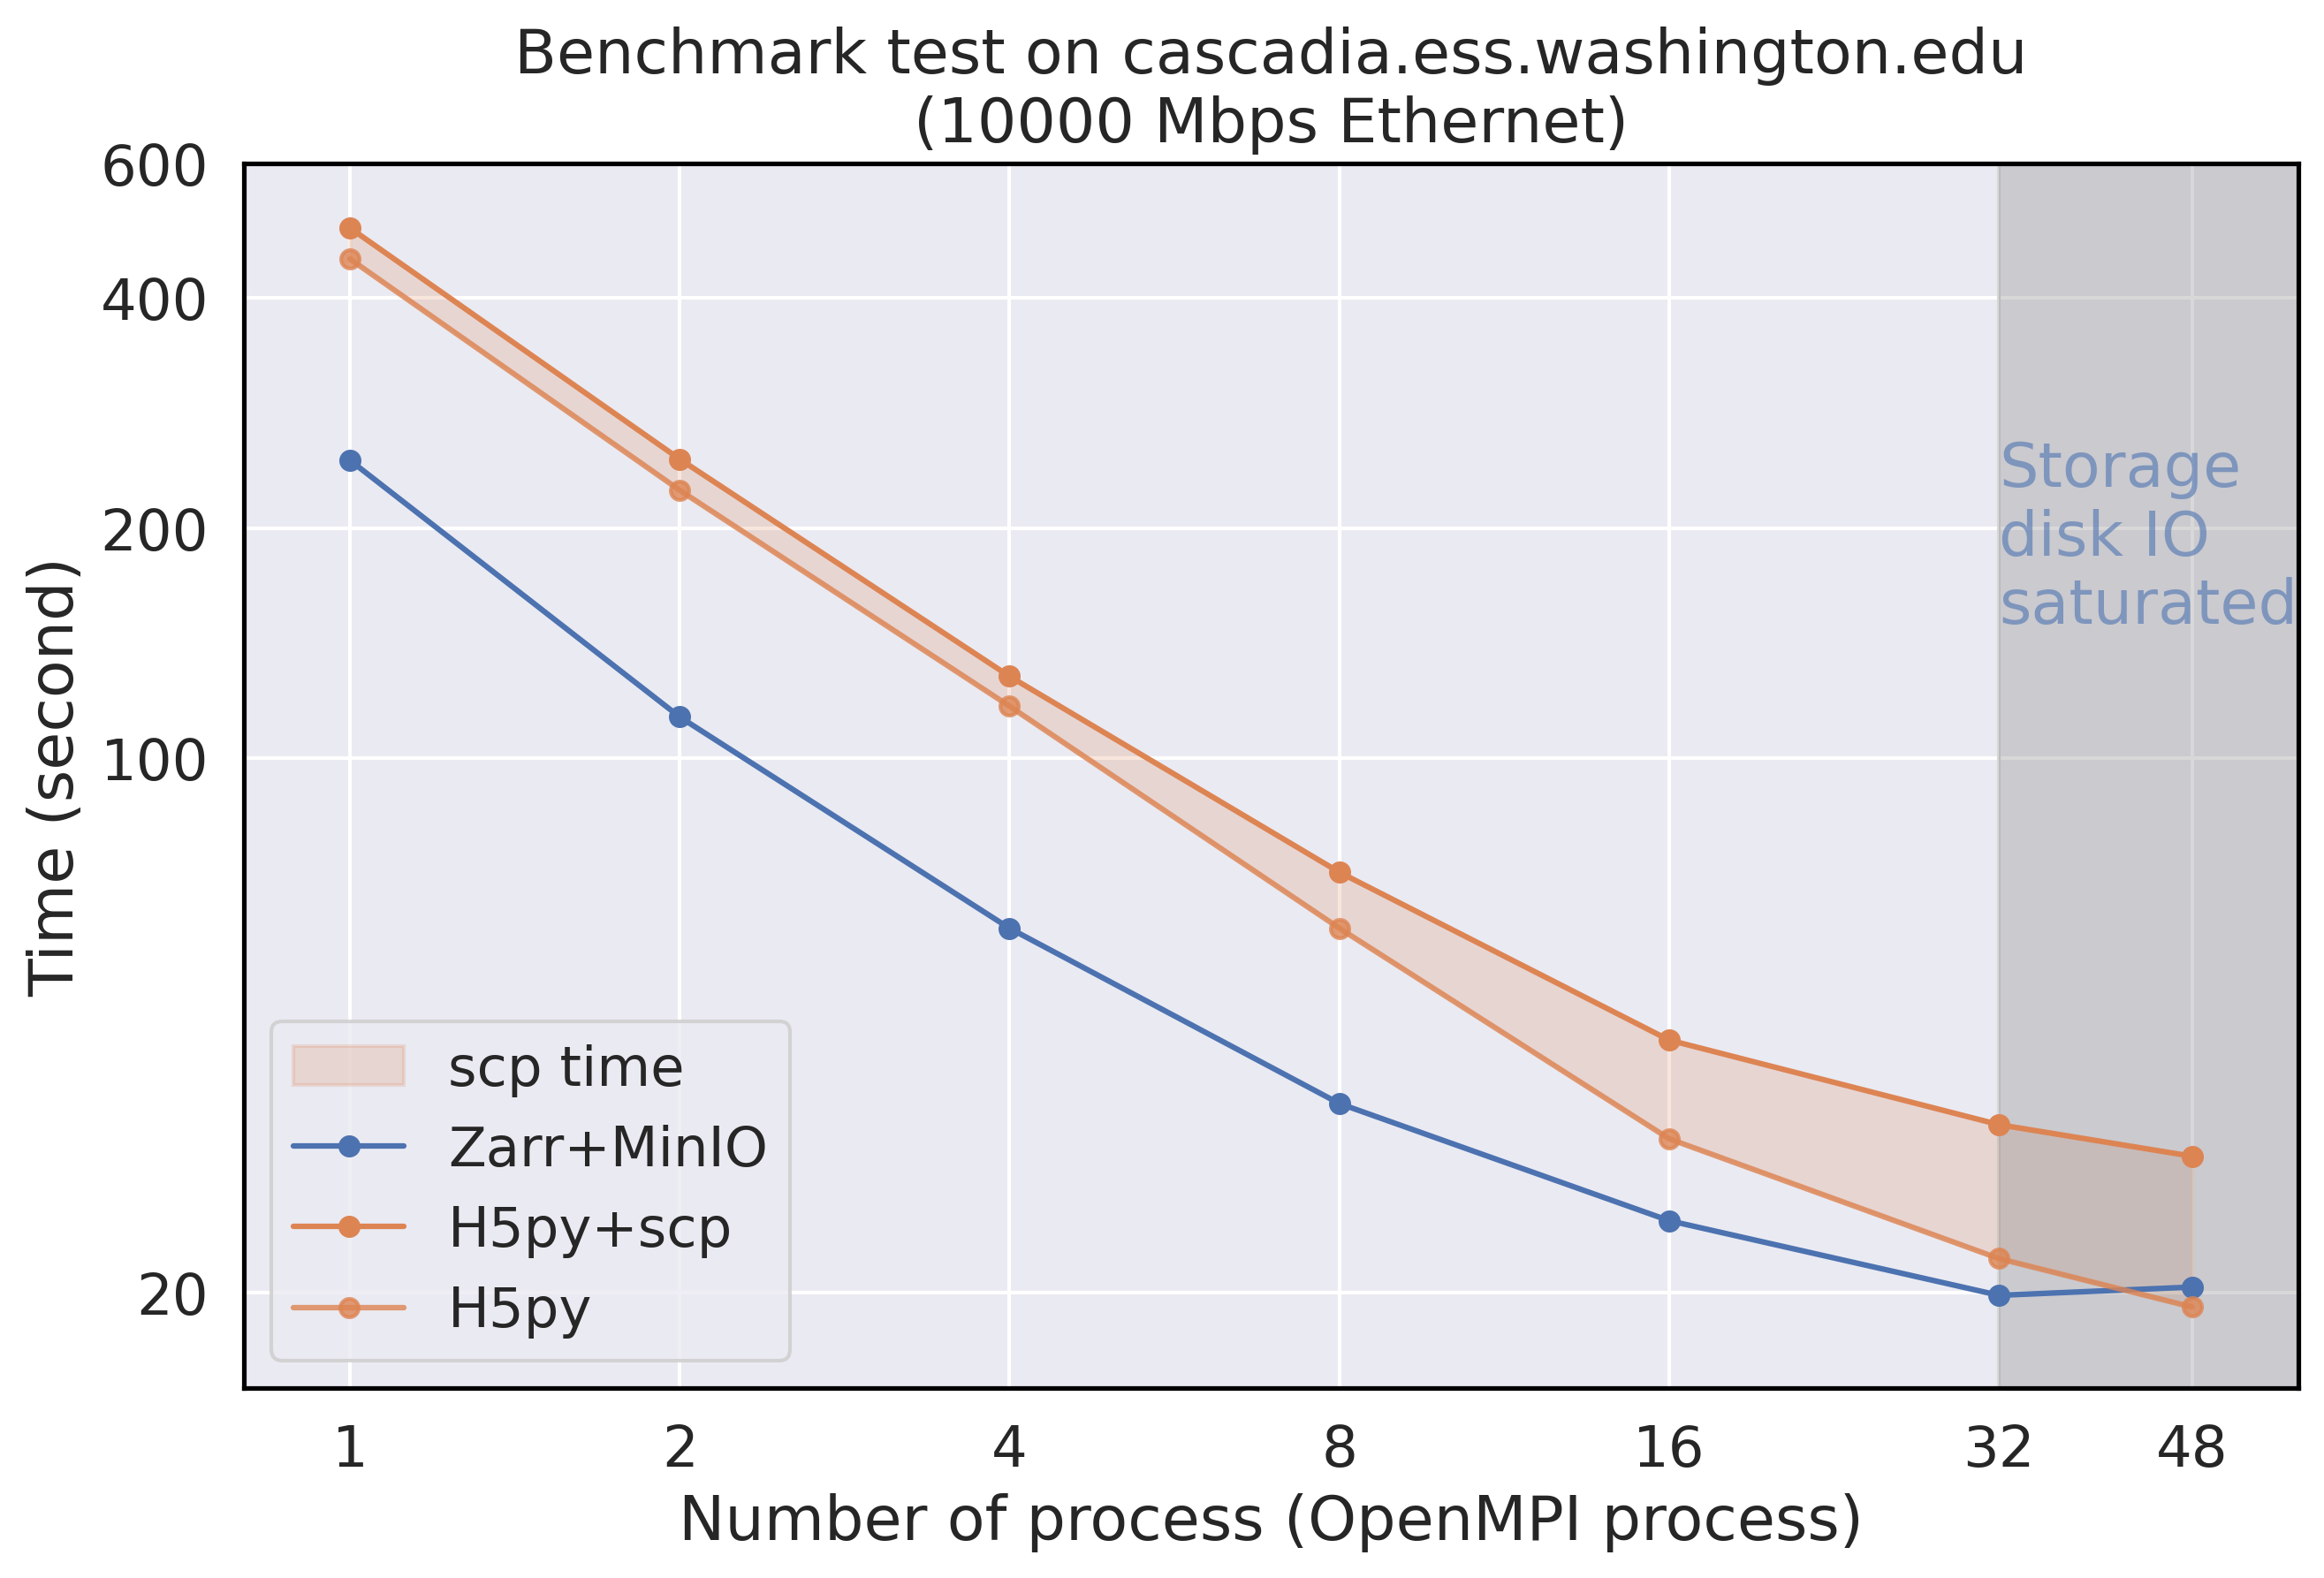 Benchmark test on cascadia.ess.washington.edu
(10000 Mbps Ethernet)
600
400
200
100
20
Time (second)
Storage
disk IO
saturated
scp time
Zarr+MinIO
H5py+scp
H5py
1
2
4
8
16
32
48
Number of process (OpenMPI process)